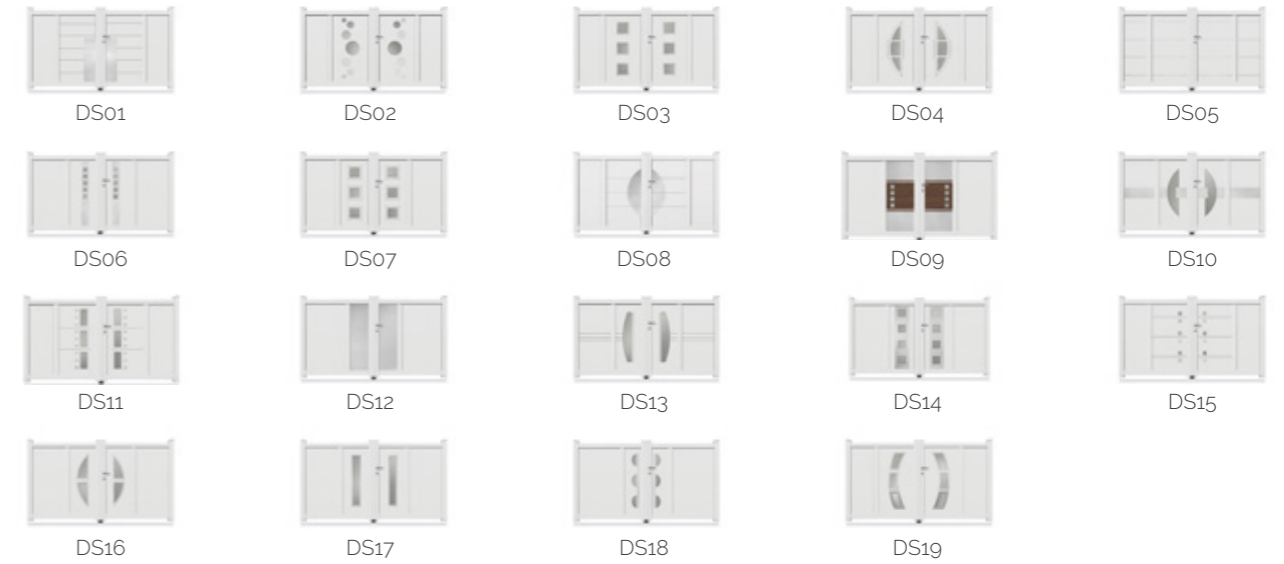 DS01 DS02 DS03 DS04 DS05
DS06 DS07 DS08 DS09 DS10
DS11 DS12 DS13 DS14 DS15
DS16 DS17 DS18 DS19